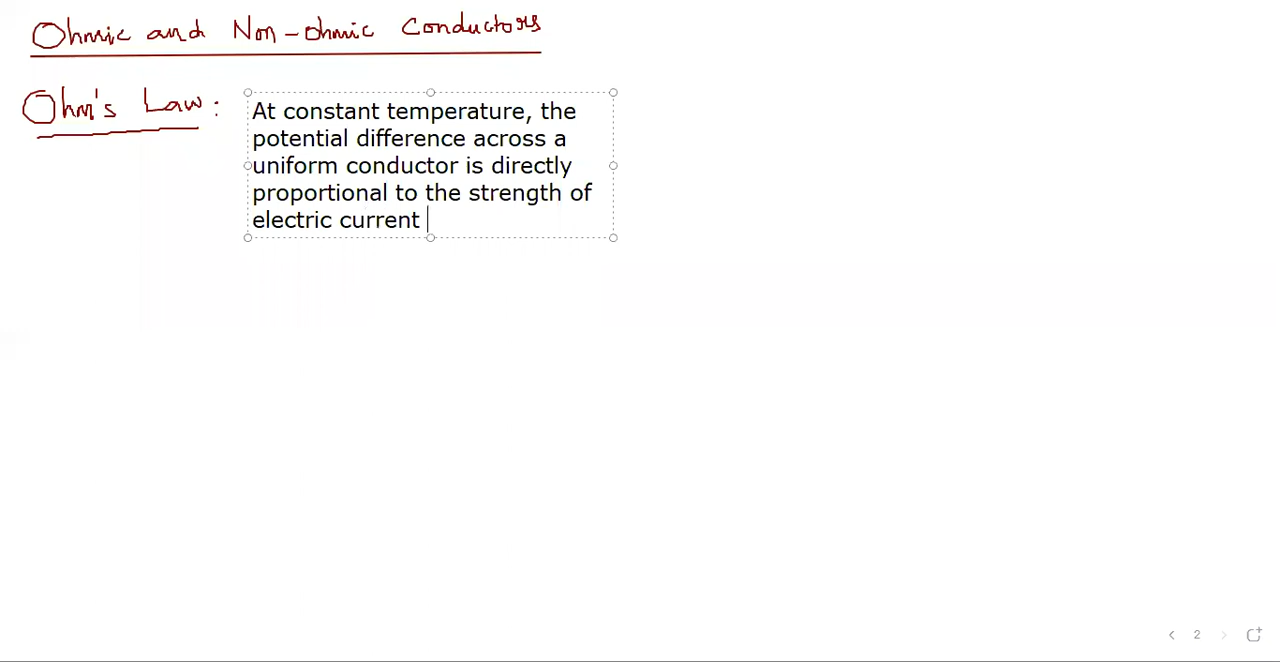 Ohmic and Non-ohmic Conductors
Ohm's Law:
At constant temperature, the
potential difference across a
uniform conductor is directly
proportional to the strength of
electric current
2